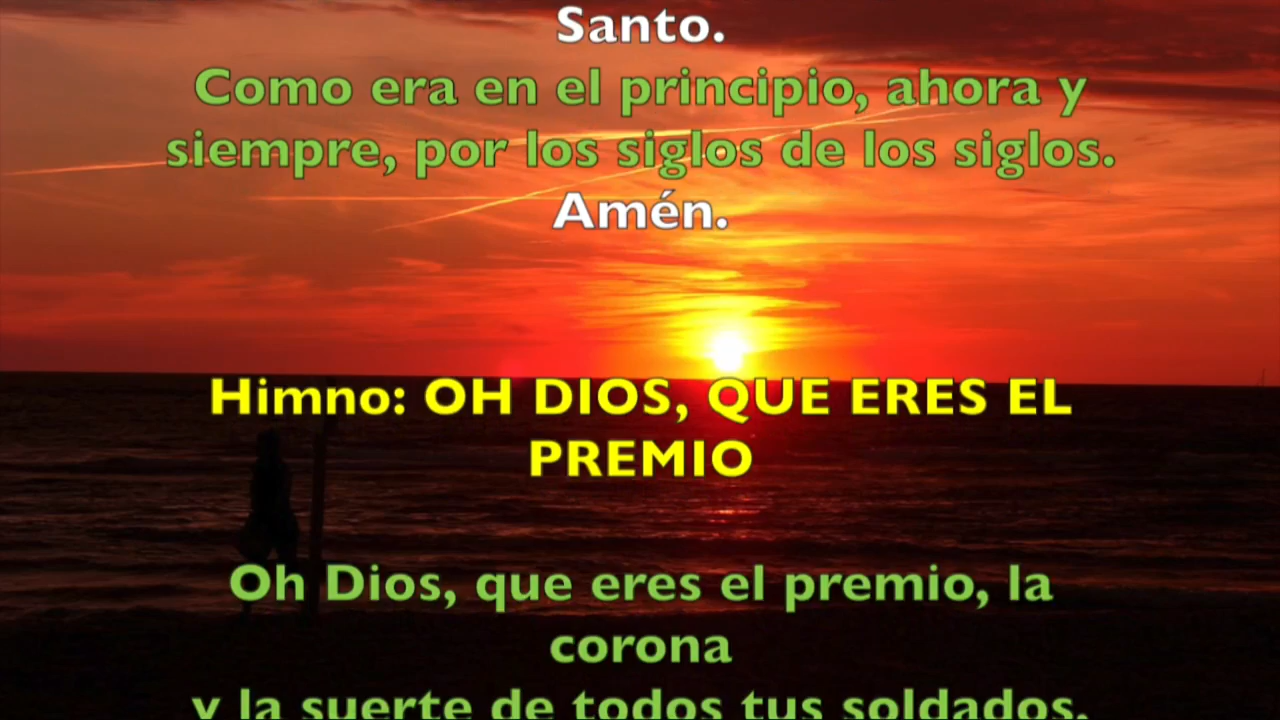 Santo.
Como era en el principio, ahora y
siempre, por los siglos de los siglos.
Amén.
Himno: OH DIOS, QUE ERES EL
PREMIO
Oh Dios, que eres el premio, la
corona
y la suerte de todos tus soldados,